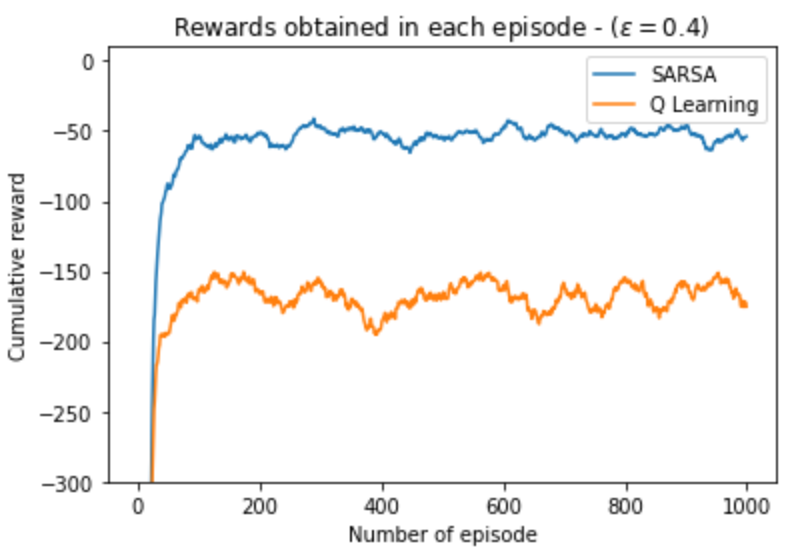 Rewards obtained in each episode - (ε = 0.4)
SARSA
Q Learning
0
−50
−100
−150
−200
−250
−300
Cumulative reward
0 200 400 600 800 1000
Number of episode